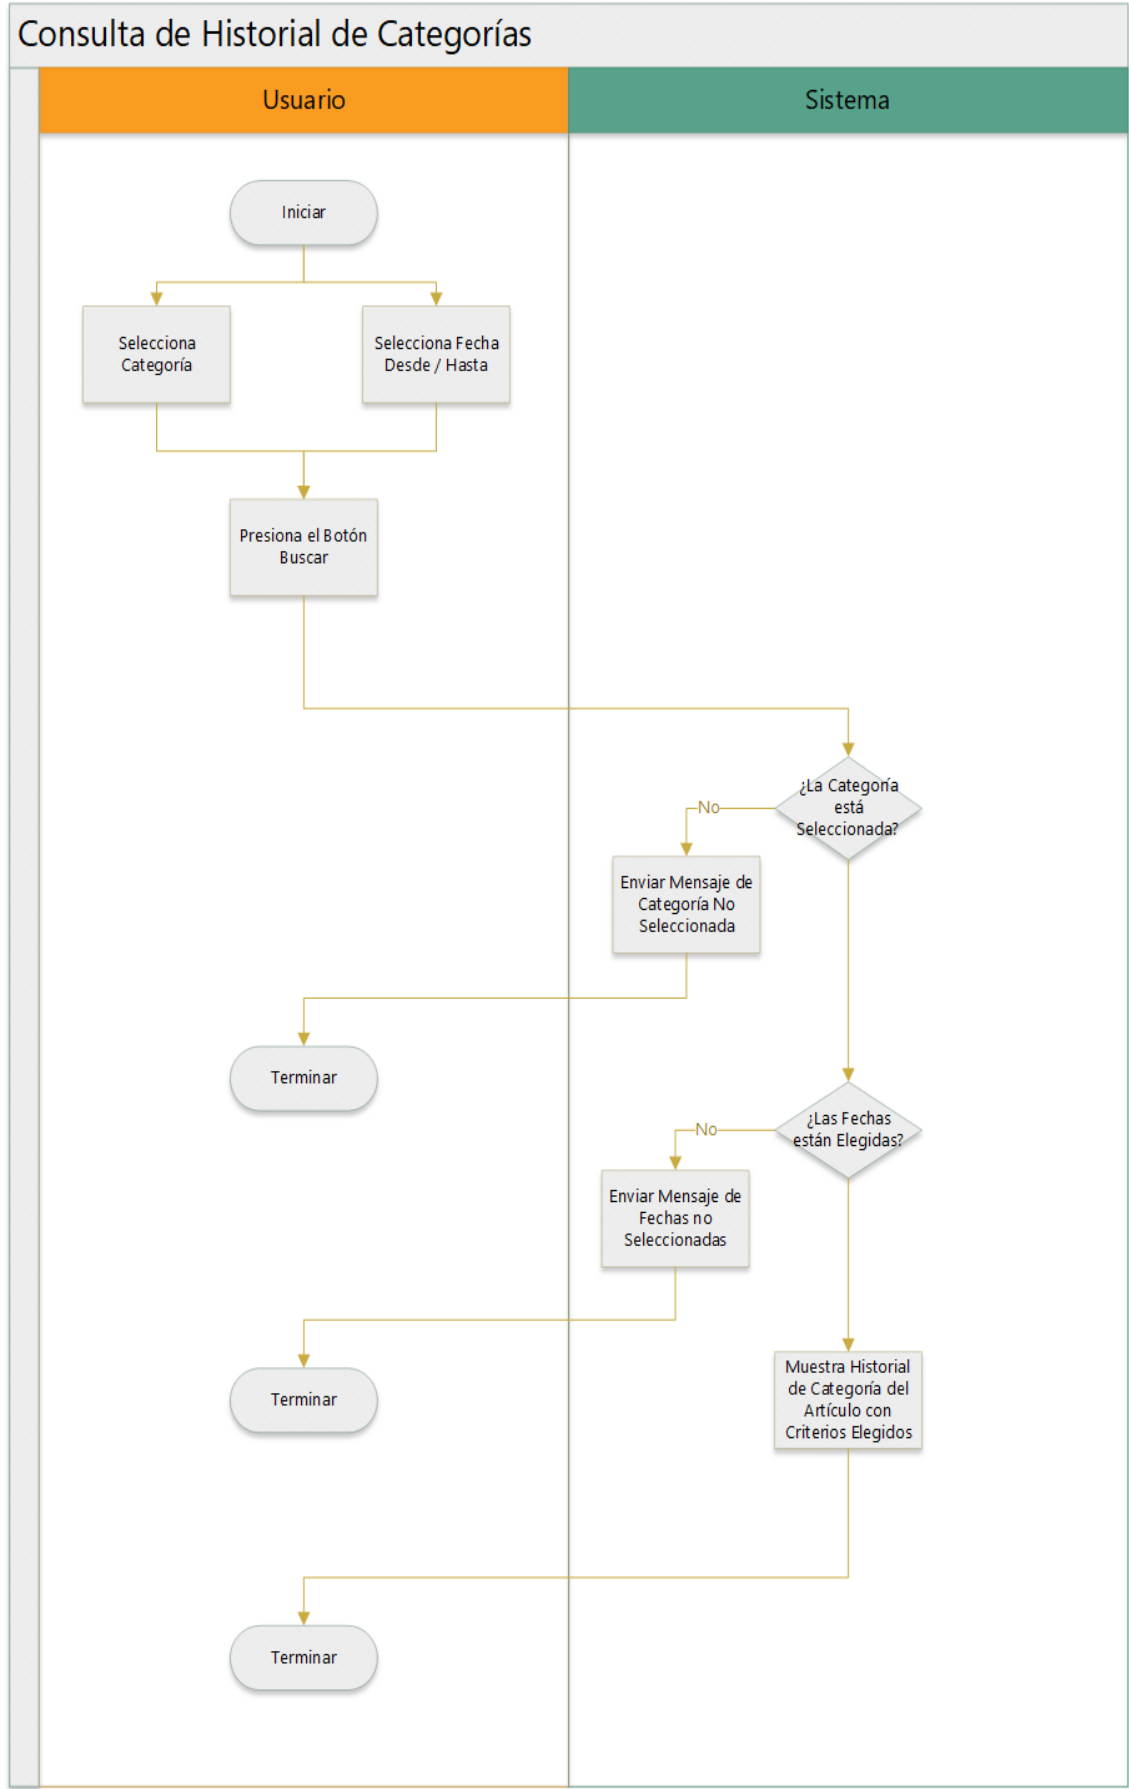 Consulta de Historial de Categorías
Usuario
Sistema
Iniciar
Selecciona
Categoría
Selecciona Fecha
Desde / Hasta
Presiona el Botón
Buscar
¿La Categoría
está
Seleccionada?
No
Enviar Mensaje de
Categoría No
Seleccionada
Terminar
¿Las Fechas
están Elegidas?
No
Enviar Mensaje de
Fechas no
Seleccionadas
Terminar
Muestra Historial
de Categoría del
Artículo con
Criterios Elegidos
Terminar